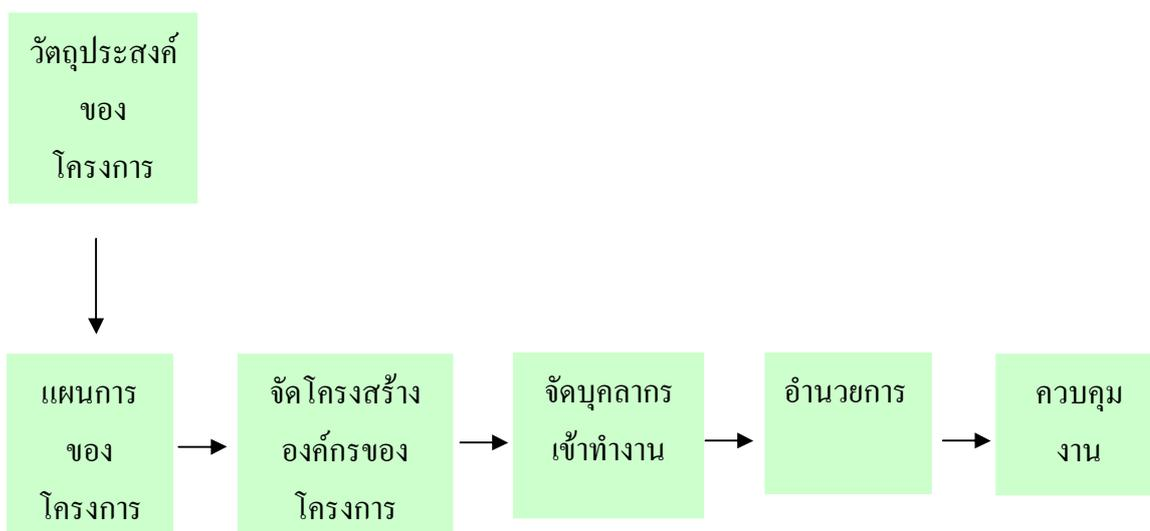 วัตถุประสงค์
ของ
โครงการ
แผนการ
ของ
โครงการ
จัดโครงสร้าง
องค์กรของ
โครงการ
จัดบุคลากร
เข้าทำงาน
อำนวยการ
ควบคุม
งาน